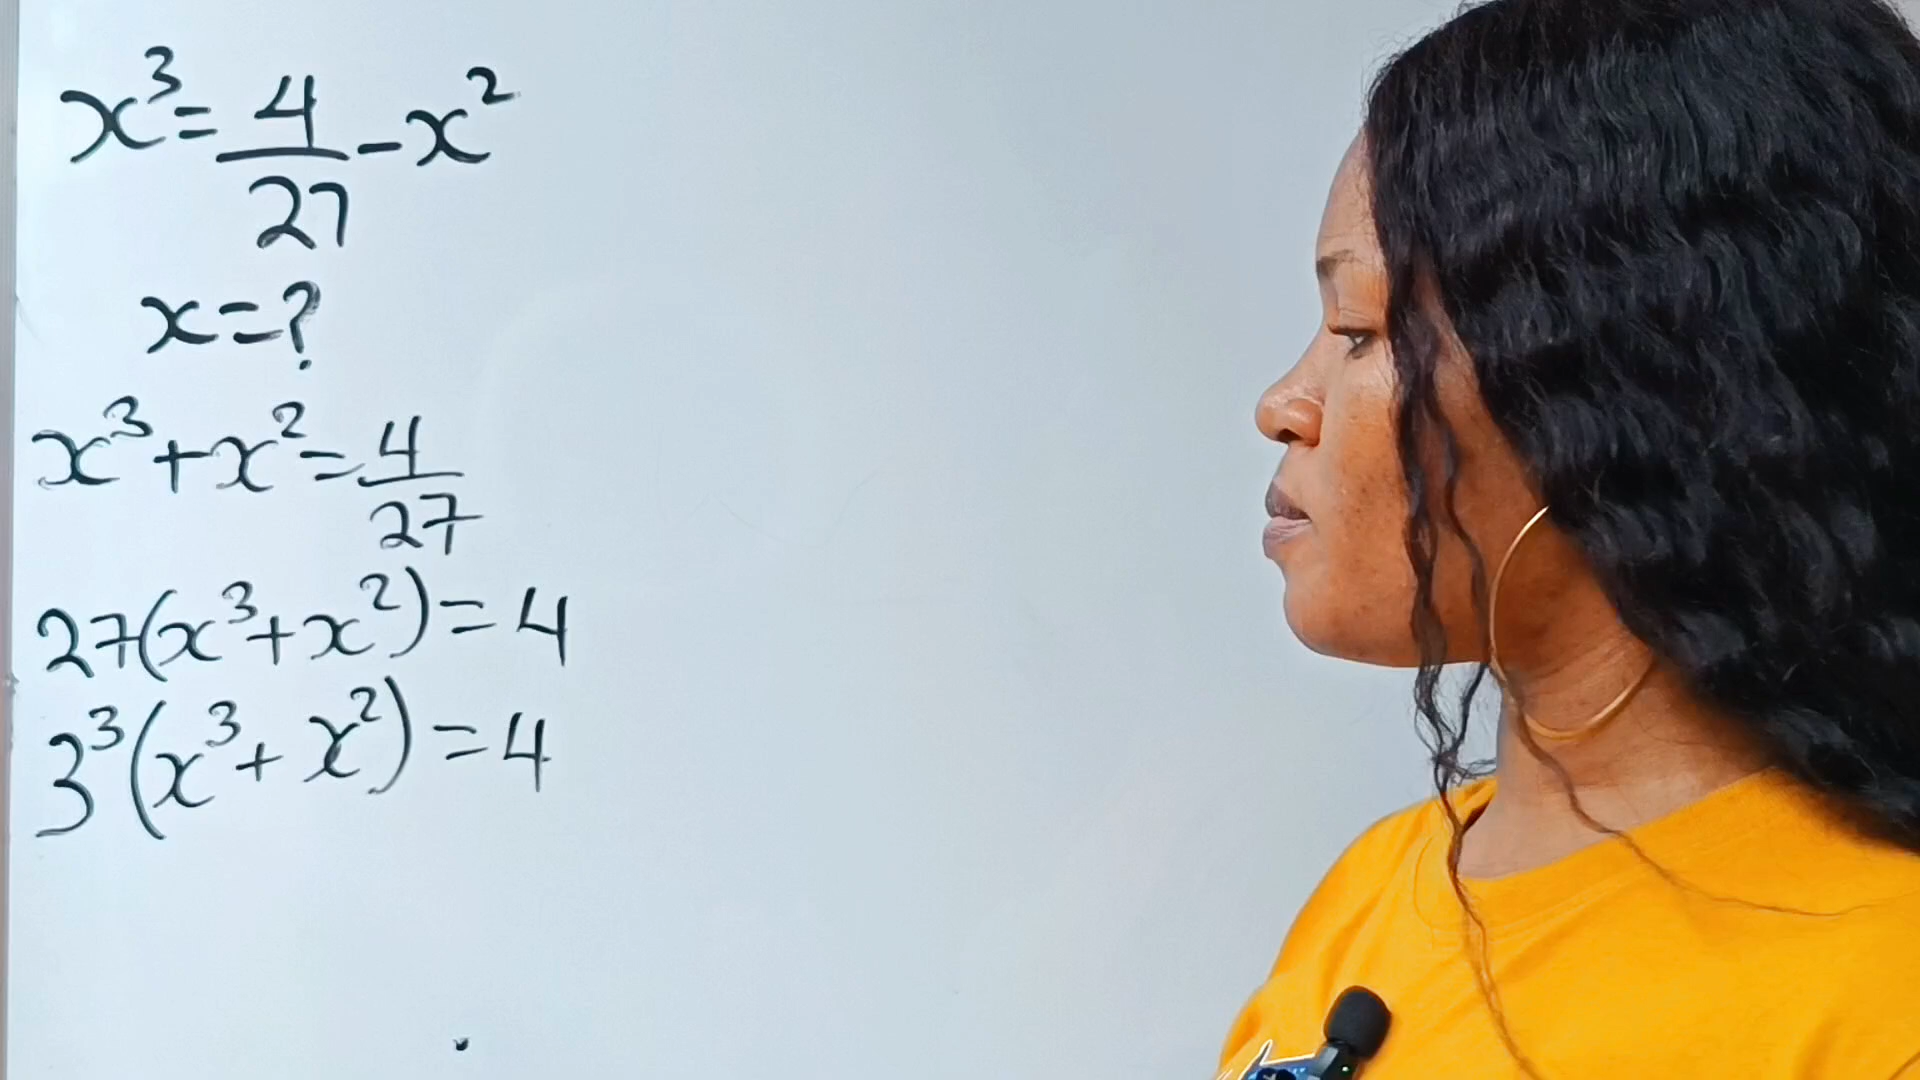 x³ = 4/27 - x²
x = ?
x³ + x² = 4/27
27(x³ + x²) = 4
3³(x³ + x²) = 4